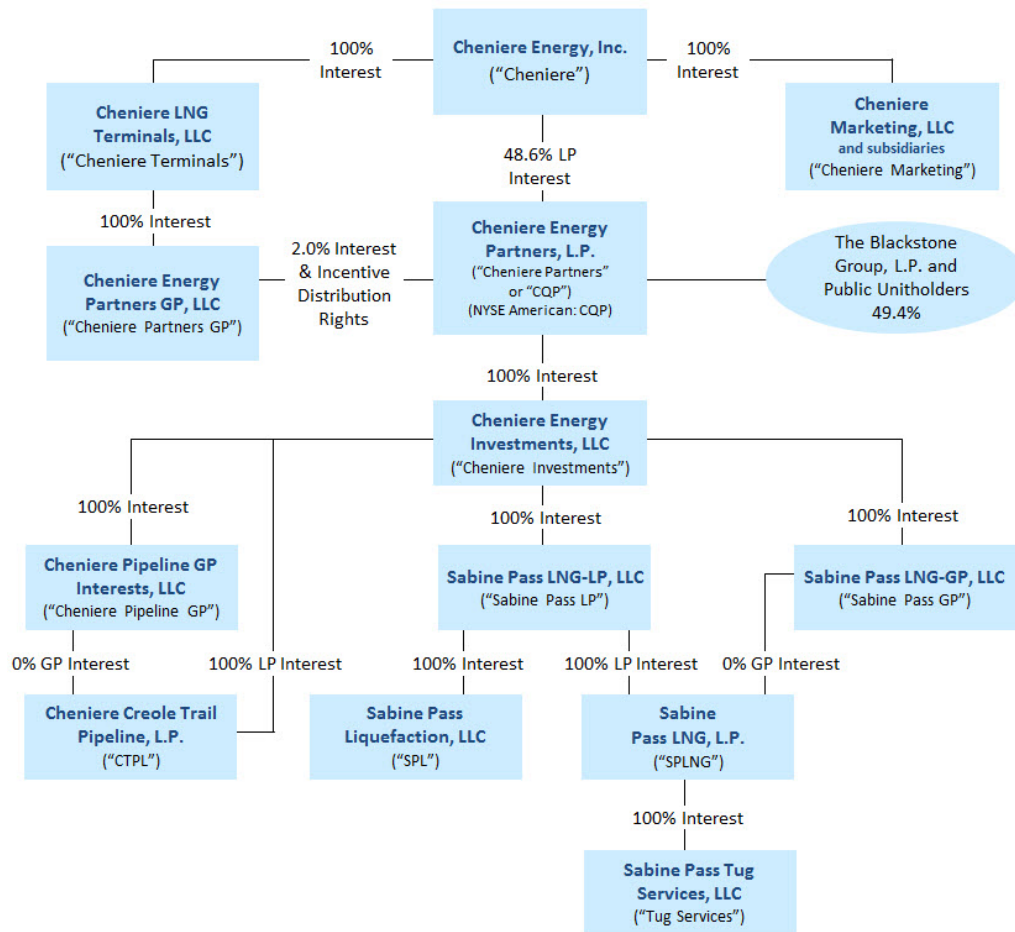 100%
Interest
Cheniere Energy, Inc.
(“Cheniere”)
100%
Interest
Cheniere LNG
Terminals, LLC
(“Cheniere Terminals”)
Cheniere
Marketing, LLC
and subsidiaries
(“Cheniere Marketing”)
48.6% LP
Interest
100% Interest
Cheniere Energy
Partners GP, LLC
(“Cheniere Partners GP”)
2.0% Interest
& Incentive
Distribution
Rights
Cheniere Energy
Partners, L.P.
(“Cheniere Partners”
or “CQP”)
(NYSE American: CQP)
The Blackstone
Group, L.P. and
Public Unitholders
49.4%
100% Interest
Cheniere Energy
Investments, LLC
(“Cheniere Investments”)
100% Interest
100% Interest
100% Interest
Cheniere Pipeline GP
Interests, LLC
(“Cheniere Pipeline GP”)
Sabine Pass LNG-LP, LLC
(“Sabine Pass LP”)
Sabine Pass LNG-GP, LLC
(“Sabine Pass GP”)
0% GP Interest
100% LP Interest
100% Interest
100% LP Interest
0% GP Interest
Cheniere Creole Trail
Pipeline, L.P.
(“CTPL”)
Sabine Pass
Liquefaction, LLC
(“SPL”)
Sabine
Pass LNG, L.P.
(“SPLNG”)
100% Interest
Sabine Pass Tug
Services, LLC
(“Tug Services”)